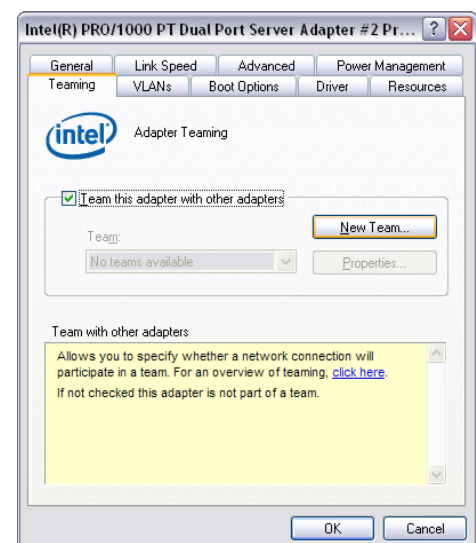 Intel(R) PRO/1000 PT Dual Port Server Adapter #2 Pr...
General Link Speed Advanced Power Management
Teaming VLANs Boot Options Driver Resources
intel
Adapter Teaming
Team this adapter with other adapters
New Team...
Team:
No teams available
Properties...
Team with other adapters
Allows you to specify whether a network connection will
participate in a team. For an overview of teaming, click here.
If not checked this adapter is not part of a team.
OK Cancel